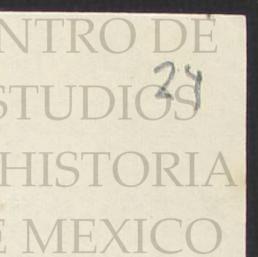 NTRO DE
24
STUDIOS
HISTORIA
E MEXICO